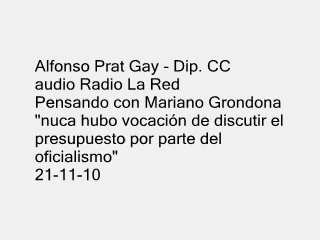 Alfonso Prat Gay - Dip. CC
audio Radio La Red
Pensando con Mariano Grondona
"nuca hubo vocación de discutir el
presupuesto por parte del
oficialismo"
21-11-10